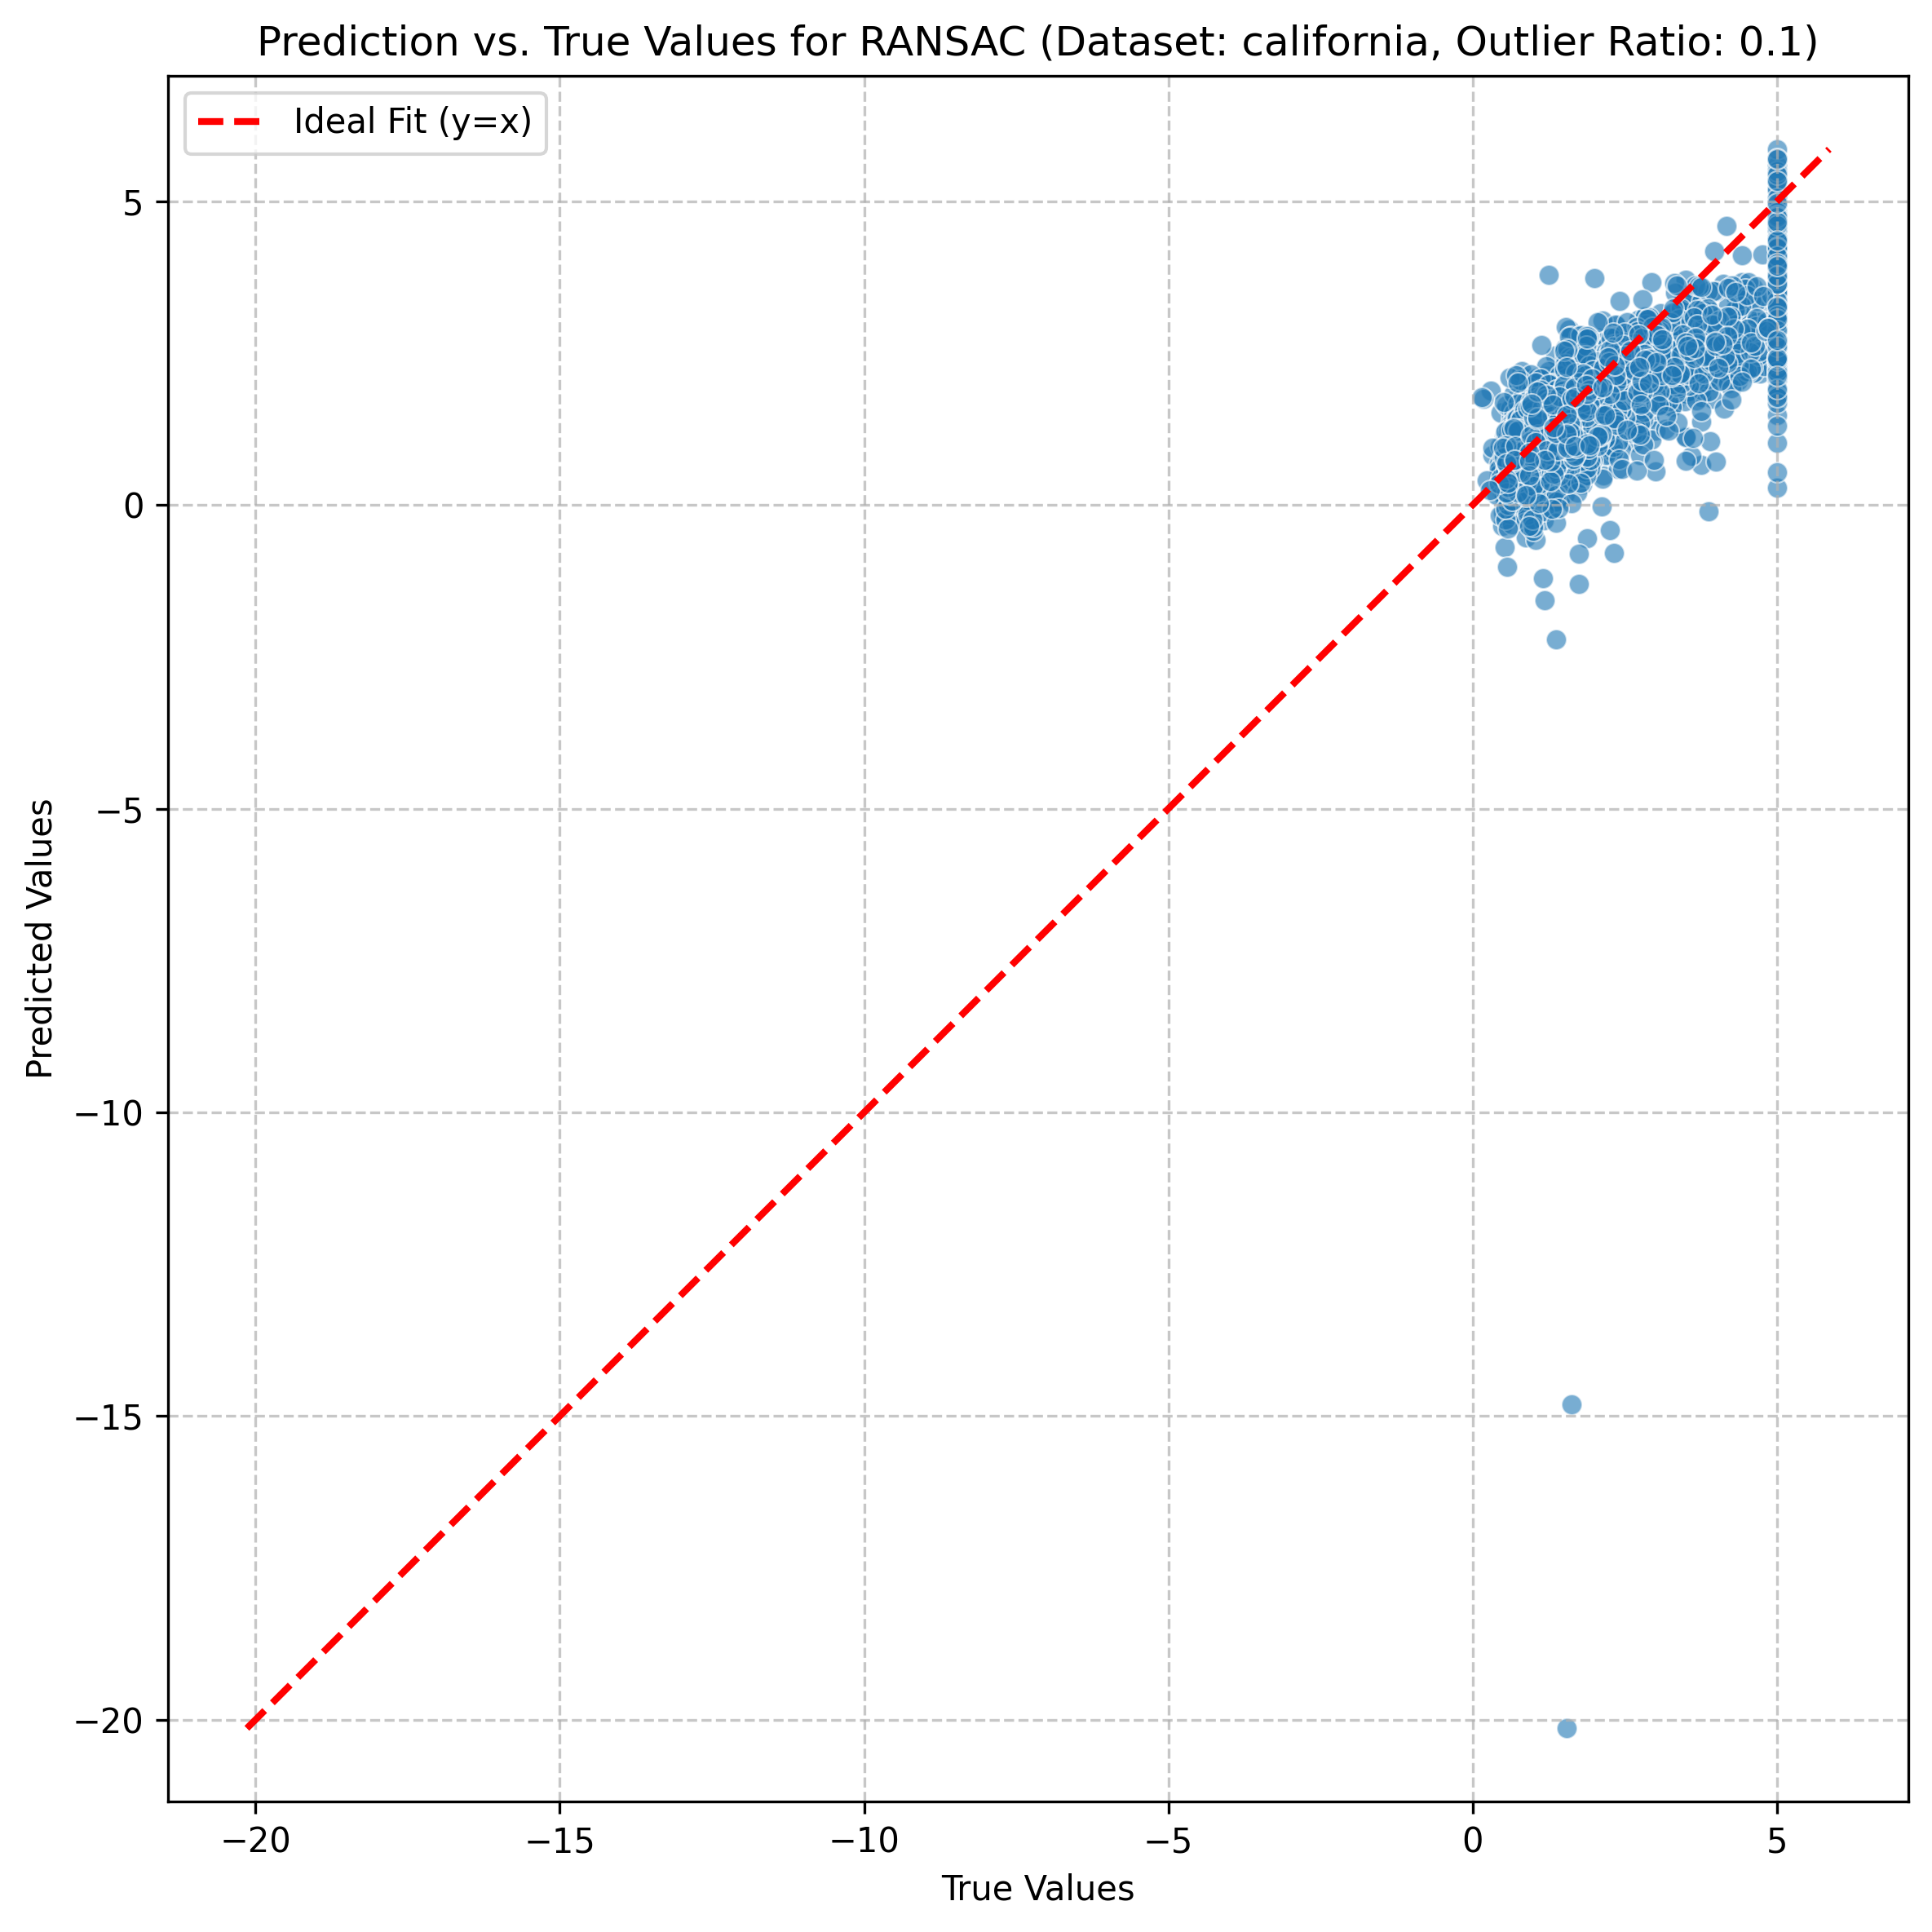 Prediction vs. True Values for RANSAC (Dataset: california, Outlier Ratio: 0.1)
Ideal Fit (y=x)
5
0
−5
−10
−15
−20
Predicted Values
−20 −15 −10 −5 0 5
True Values